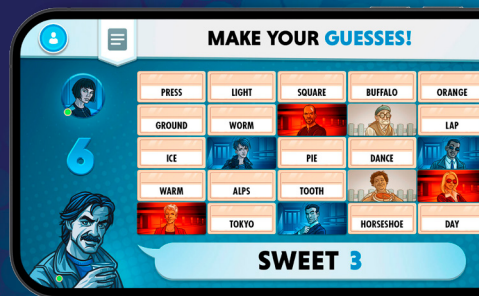 MAKE YOUR GUESSES!
PRESS LIGHT SQUARE BUFFALO ORANGE
GROUND WORM LAP
6
ICE PIE DANCE
WARM ALPS TOOTH
TOKYO HORSESHOE DAY
SWEET 3